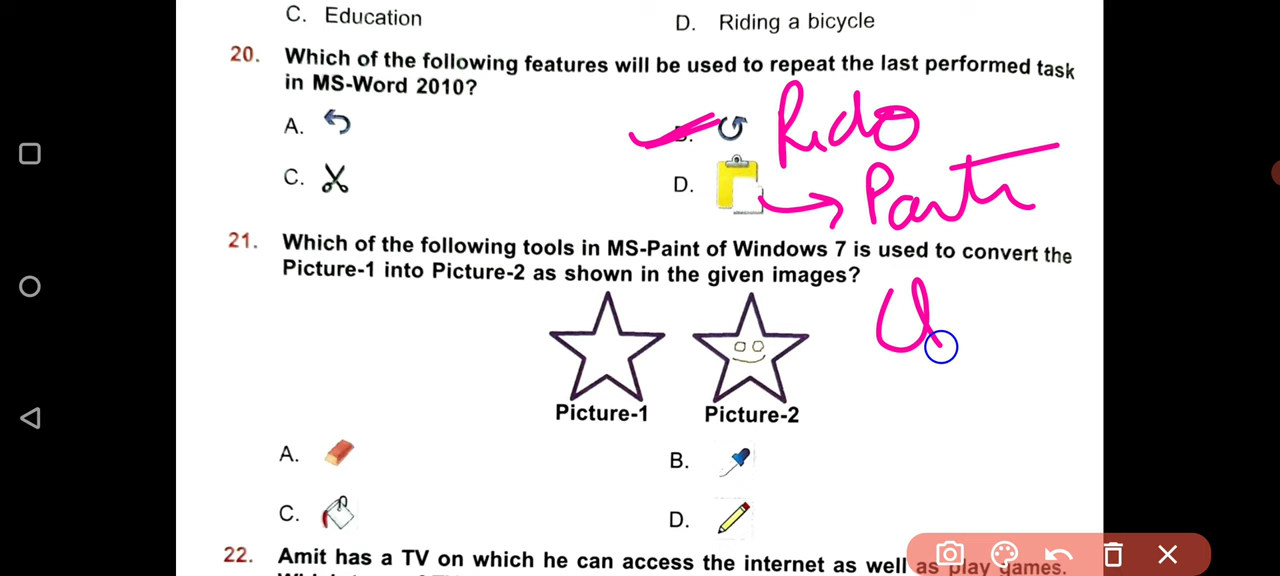 C. Education
D. Riding a bicycle
20. Which of the following features will be used to repeat the last performed task
in MS-Word 2010?
A.
B. Rido
C.
D. Paste
21. Which of the following tools in MS-Paint of Windows 7 is used to convert the
Picture-1 into Picture-2 as shown in the given images?
Picture-1 Picture-2
A.
B.
C.
D.
22. Amit has a TV on which he can access the internet as well as play games.